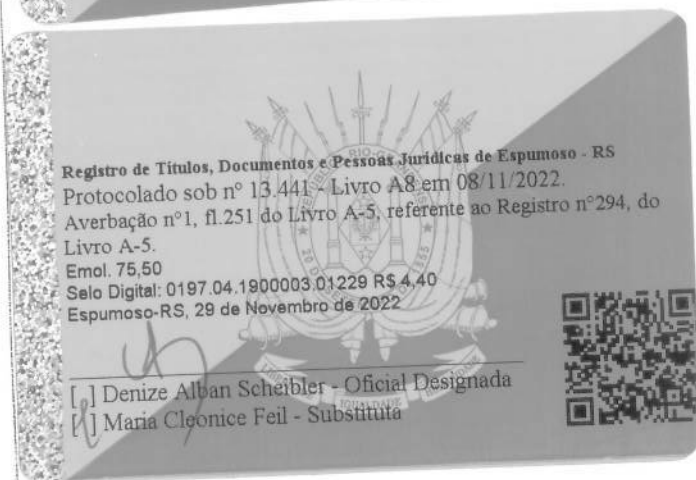 Registro de Títulos, Documentos e Pessoas Jurídicas de Espumoso - RS
Protocolado sob nº 13.441 - Livro A8 em 08/11/2022.
Averbação nº1, fl.251 do Livro A-5, referente ao Registro nº294, do
Livro A-5.
Emol. 75,50
Selo Digital: 0197.04.1900003.01229 R$ 4,40
Espumoso-RS, 29 de Novembro de 2022
[ ] Denize Alban Scheibler - Oficial Designada
[ ] Maria Cleonice Feil - Substituta
IGUALDADE